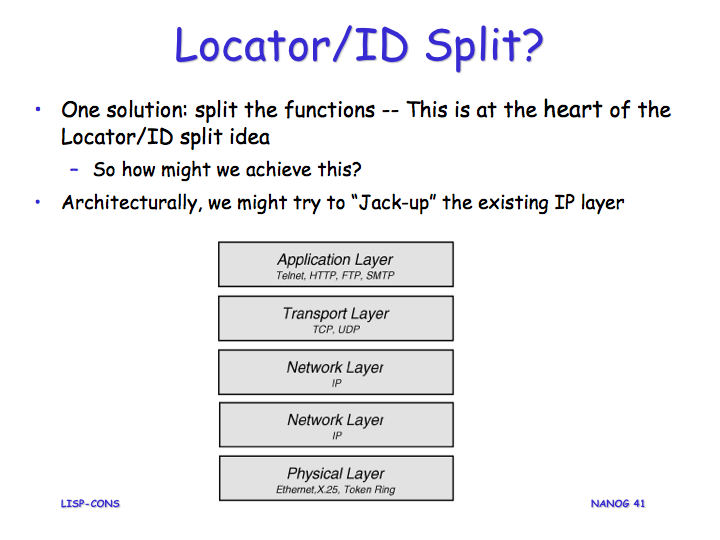 Locator/ID Split?
• One solution: split the functions -- This is at the heart of the
Locator/ID split idea
– So how might we achieve this?
• Architecturally, we might try to “Jack-up” the existing IP layer
Application Layer
Telnet, HTTP, FTP, SMTP
Transport Layer
TCP, UDP
Network Layer
IP
Network Layer
IP
Physical Layer
Ethernet,X.25, Token Ring
LISP-CONS
NANOG 41